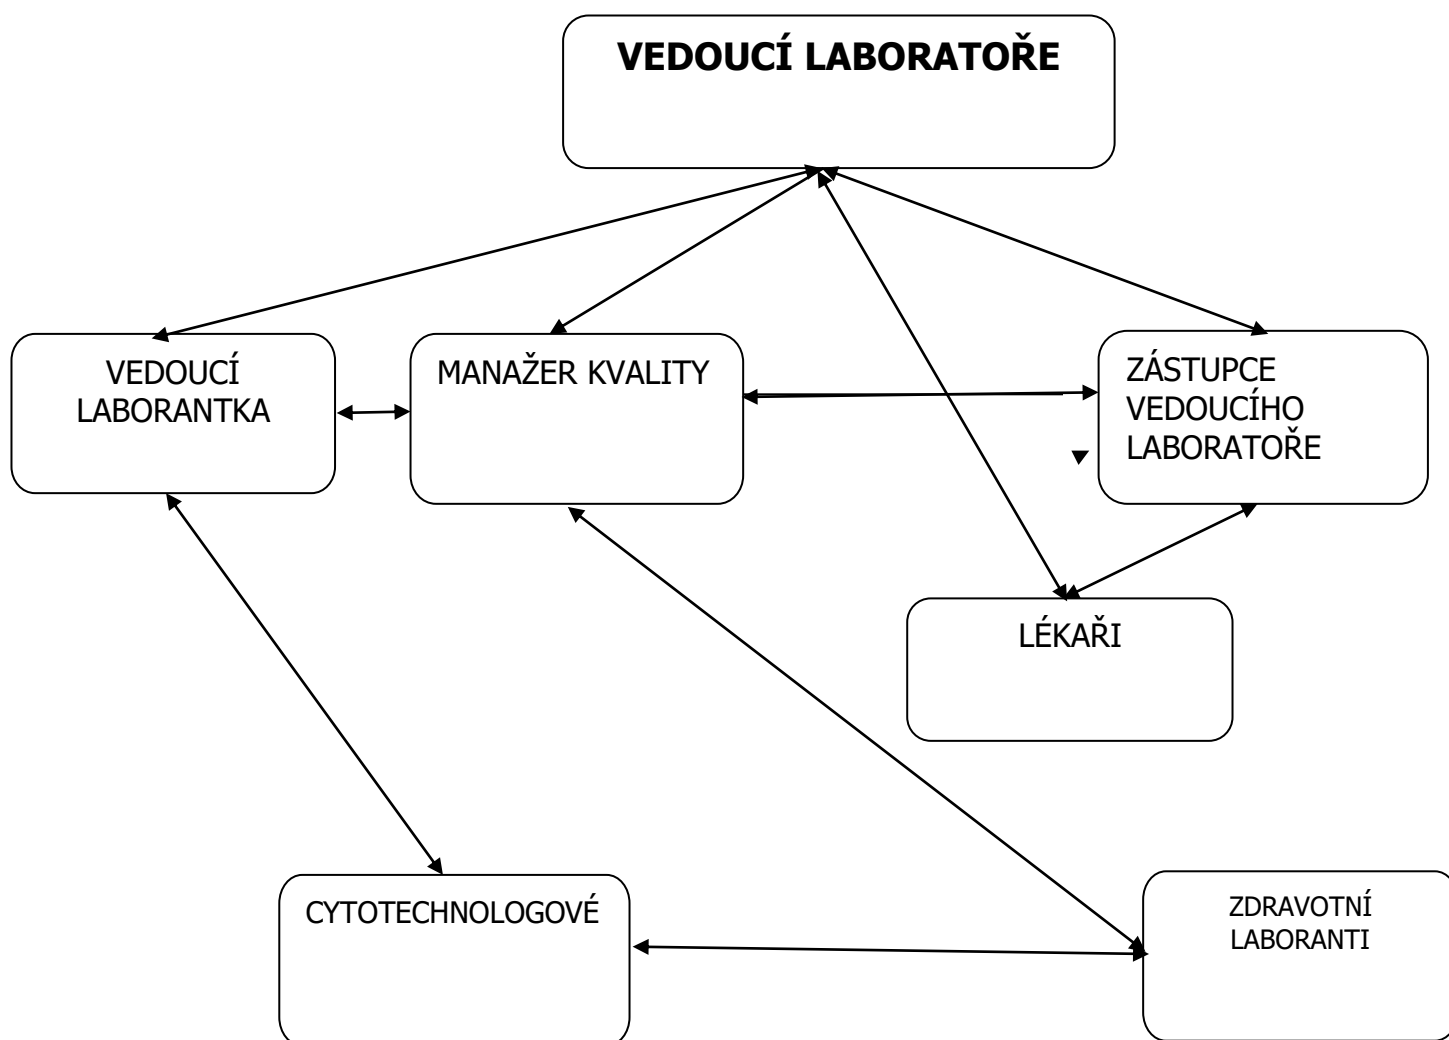 VEDOUCÍ LABORATOŘE
VEDOUCÍ
LABORANTKA
MANAŽER KVALITY
ZÁSTUPCE
VEDOUCÍHO
LABORATOŘE
LÉKAŘI
CYTOTECHNOLOGOVÉ
ZDRAVOTNÍ
LABORANTI